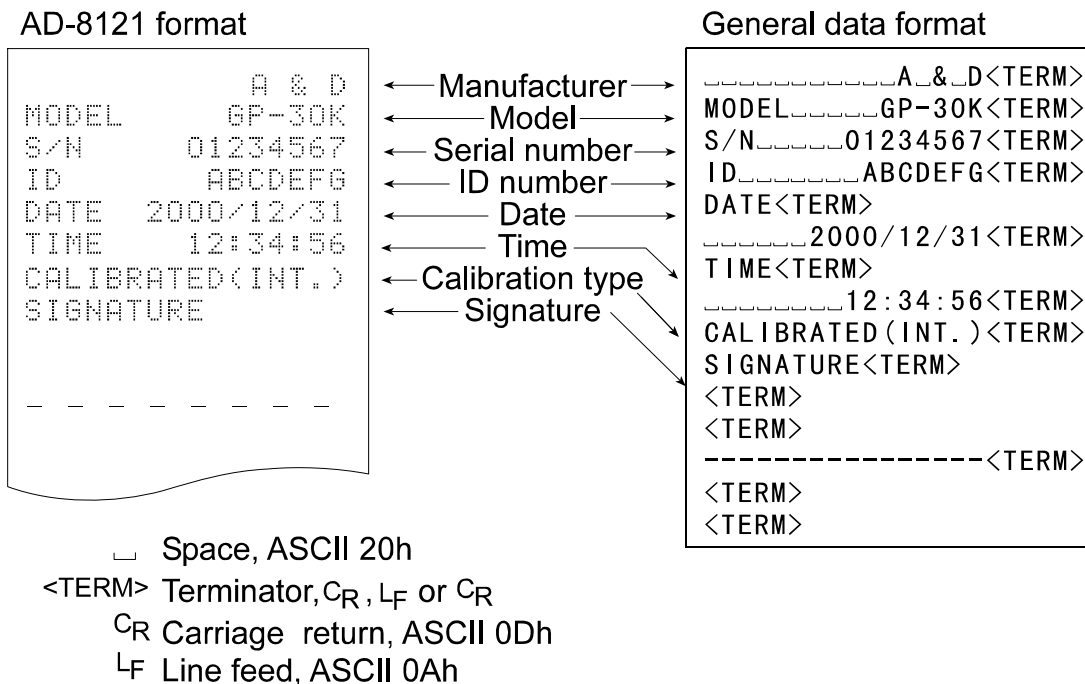 AD-8121 format
A & D
MODEL GP-30K
S/N 01234567
ID ABCDEFG
DATE 2000/12/31
TIME 12:34:56
CALIBRATED(INT.)
SIGNATURE
_ _ _ _ _ _ _ _
Manufacturer
Model
Serial number
ID number
Date
Time
Calibration type
Signature
General data format
␣␣␣␣␣␣␣␣␣␣␣A␣&␣D<TERM>
MODEL␣␣␣␣␣GP-30K<TERM>
S/N␣␣␣␣␣01234567<TERM>
ID␣␣␣␣␣␣␣ABCDEFG<TERM>
DATE<TERM>
␣␣␣␣␣␣2000/12/31<TERM>
TIME<TERM>
␣␣␣␣␣␣␣␣12:34:56<TERM>
CALIBRATED(INT.)<TERM>
SIGNATURE<TERM>
<TERM>
<TERM>
----------------<TERM>
<TERM>
<TERM>
␣ Space, ASCII 20h
<TERM> Terminator,CR, LF or CR
CR Carriage return, ASCII 0Dh
LF Line feed, ASCII 0Ah